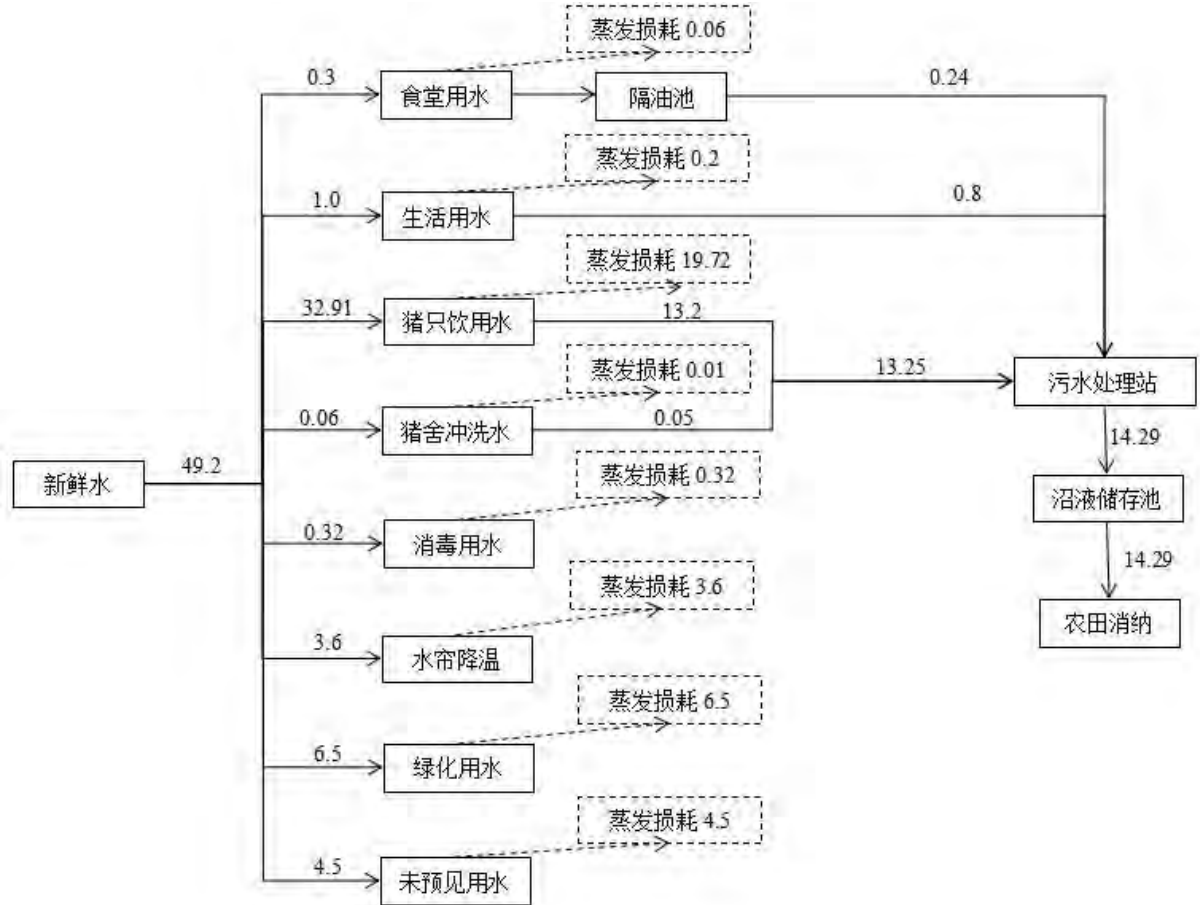 蒸发损耗 0.06
0.3
食堂用水
隔油池
0.24
蒸发损耗 0.2
1.0
生活用水
0.8
蒸发损耗 19.72
32.91
猪只饮用水
13.2
蒸发损耗 0.01
13.25
污水处理站
0.06
猪舍冲洗水
0.05
14.29
新鲜水
49.2
蒸发损耗 0.32
沼液储存池
0.32
消毒用水
14.29
蒸发损耗 3.6
农田消纳
3.6
水帘降温
蒸发损耗 6.5
6.5
绿化用水
蒸发损耗 4.5
4.5
未预见用水